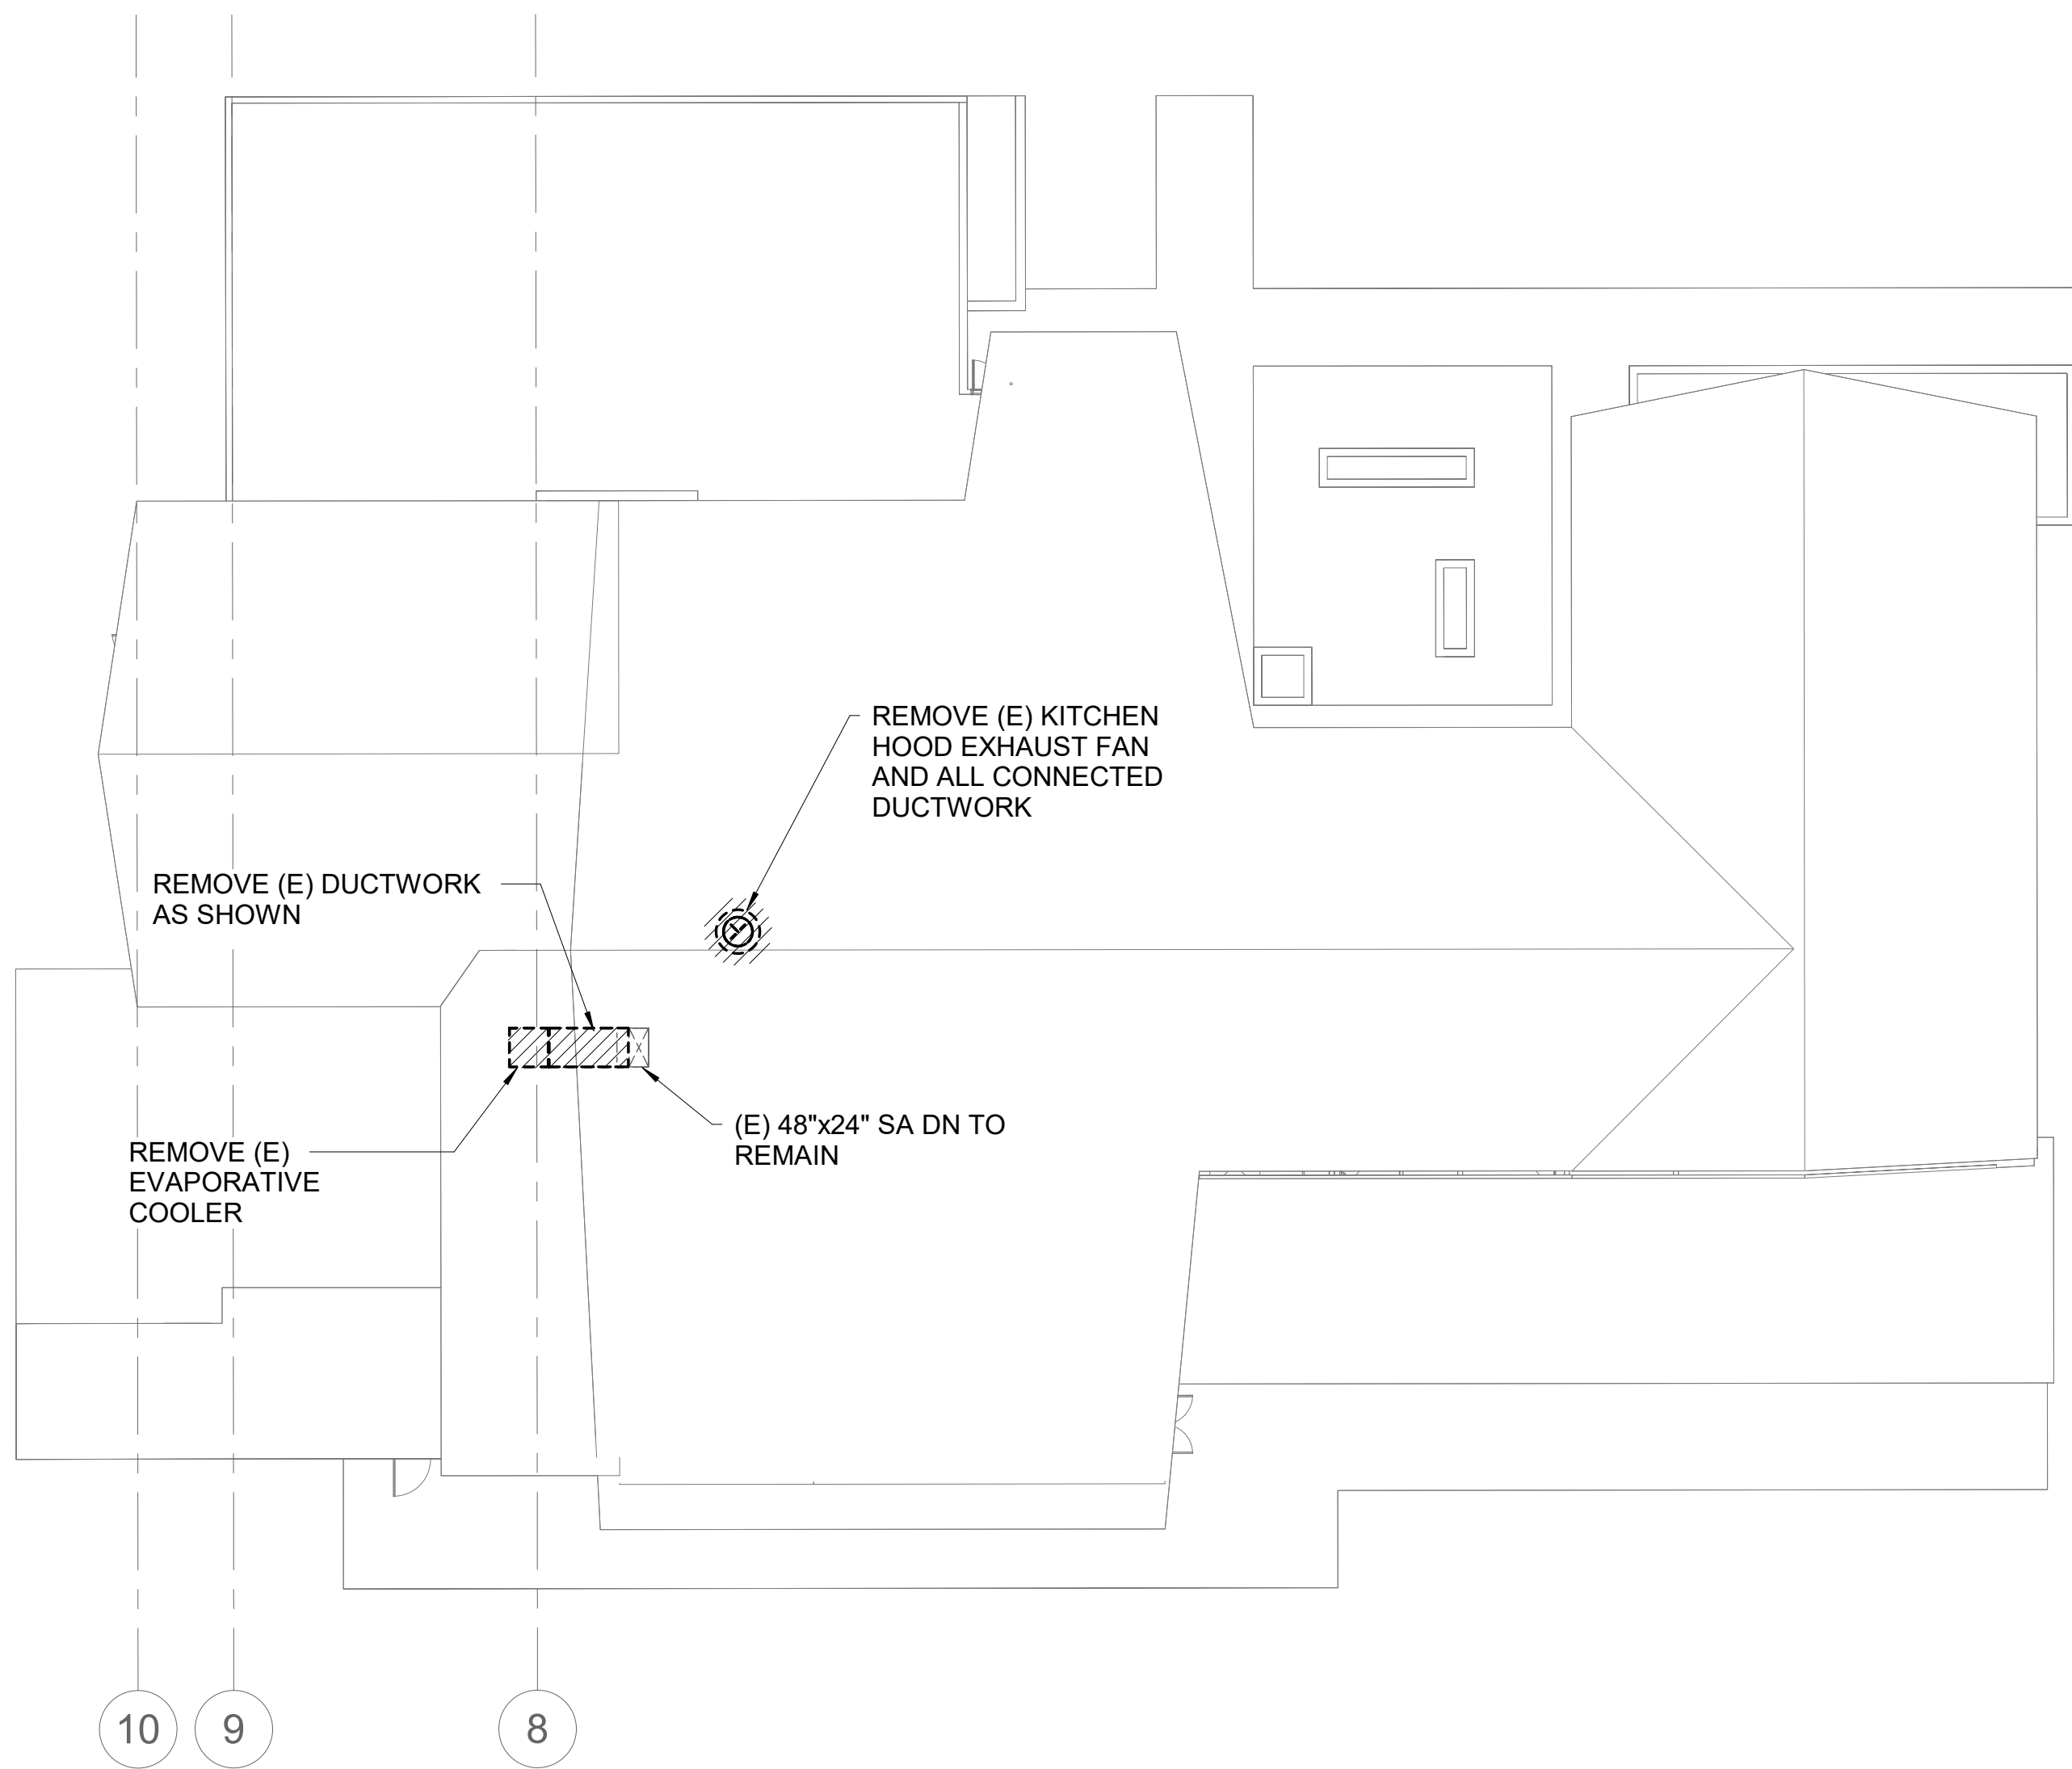 REMOVE (E) KITCHEN
HOOD EXHAUST FAN
AND ALL CONNECTED
DUCTWORK
REMOVE (E) DUCTWORK
AS SHOWN
(E) 48"x24" SA DN TO
REMAIN
REMOVE (E)
EVAPORATIVE
COOLER
10
9
8